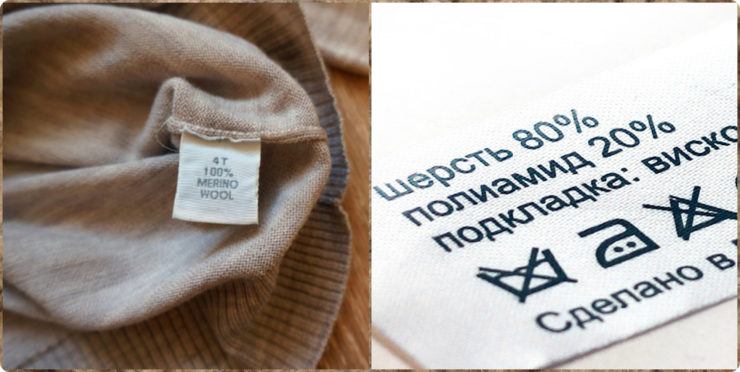 4T
100%
MERINO
WOOL
шерсть 80%
полиамид 20%
подкладка: виско
Сделано в